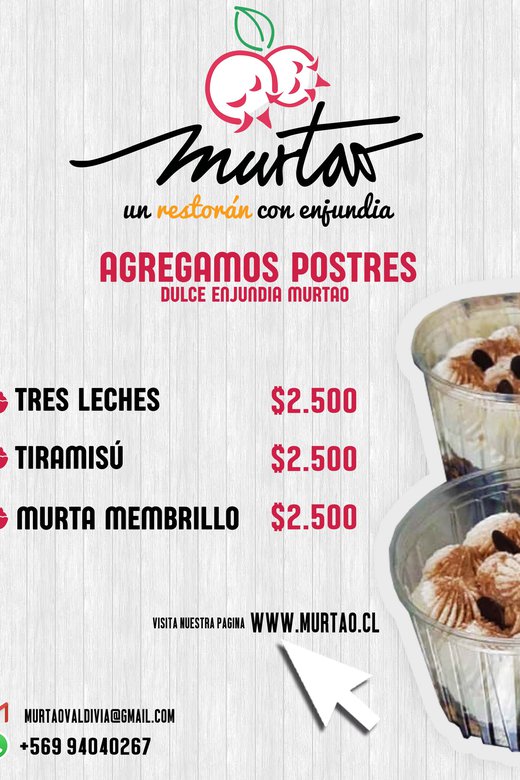 murtao
un restorán con enjundia
AGREGAMOS POSTRES
DULCE ENJUNDIA MURTAO
TRES LECHES $2.500
TIRAMISÚ $2.500
MURTA MEMBRILLO $2.500
VISITA NUESTRA PAGINA WWW.MURTAO.CL
MURTAOVALDIVIA@GMAIL.COM
+569 94040267